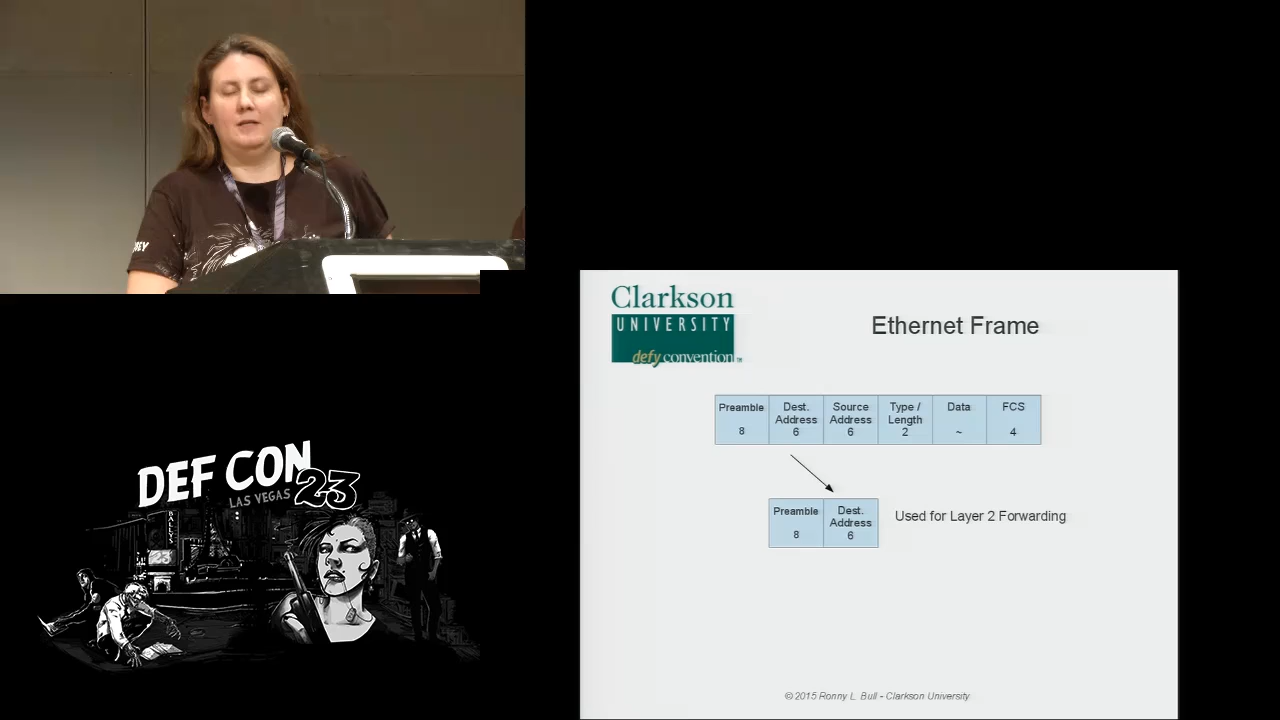 Clarkson
UNIVERSITY
defy convention™
Ethernet Frame
Preamble
8
Dest.
Address
6
Source
Address
6
Type /
Length
2
Data
~
FCS
4
Preamble
8
Dest.
Address
6
Used for Layer 2 Forwarding
DEF CON
LAS VEGAS 23
BALLYS
© 2015 Ronny L. Bull - Clarkson University